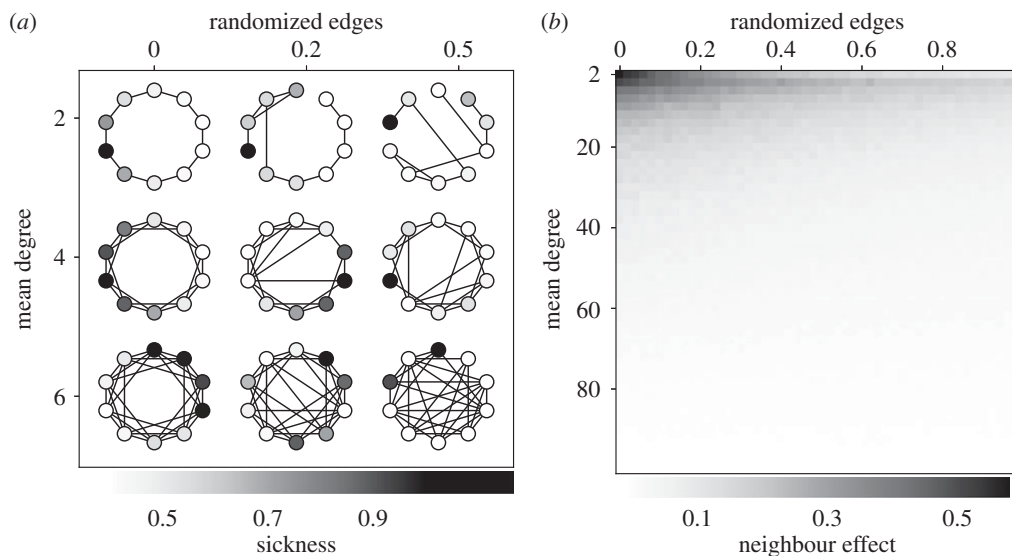 (a)
randomized edges
0 0.2 0.5
mean degree
2
4
6
0.5 0.7 0.9
sickness
(b)
randomized edges
0 0.2 0.4 0.6 0.8
mean degree
2
20
40
60
80
0.1 0.3 0.5
neighbour effect